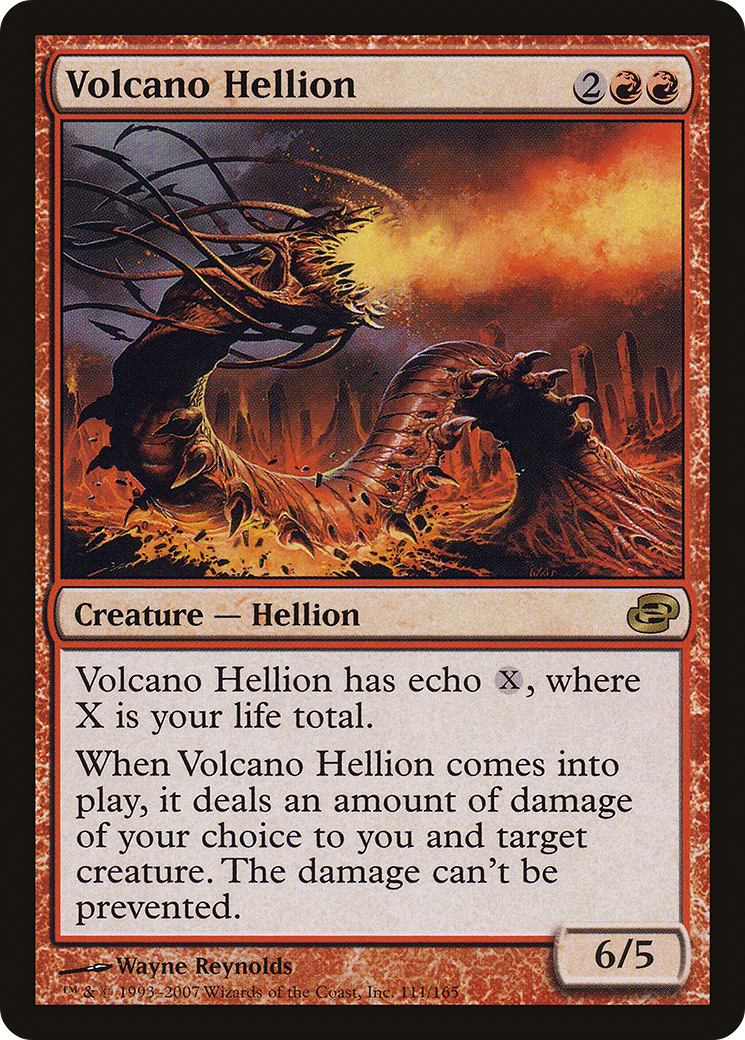 Volcano Hellion 2
Creature — Hellion
Volcano Hellion has echo X, where
X is your life total.
When Volcano Hellion comes into
play, it deals an amount of damage
of your choice to you and target
creature. The damage can't be
prevented.
6/5
Wayne Reynolds
™ & © 1993–2007 Wizards of the Coast, Inc. 111/165